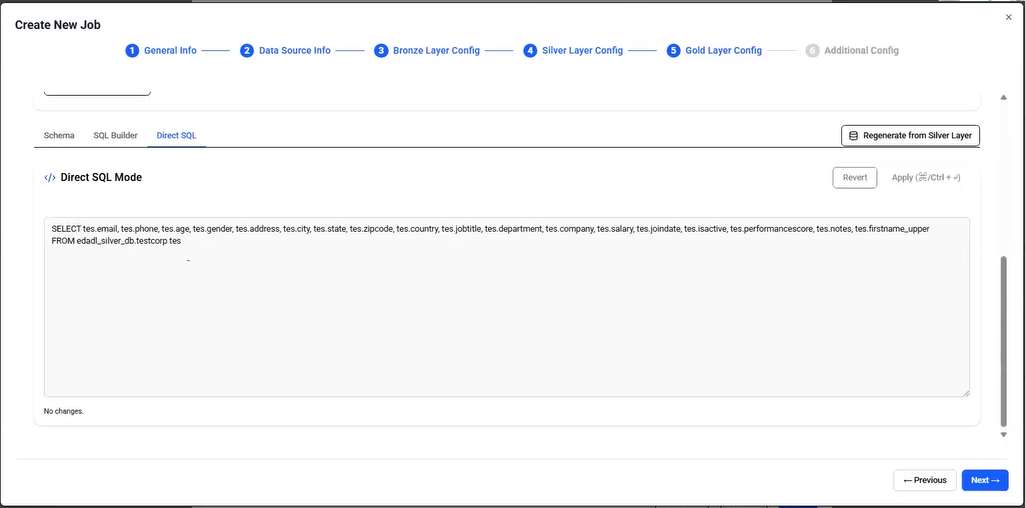 Create New Job
×
1 General Info
2 Data Source Info
3 Bronze Layer Config
4 Silver Layer Config
5 Gold Layer Config
6 Additional Config
Schema
SQL Builder
Direct SQL
Regenerate from Silver Layer
</> Direct SQL Mode
Revert
Apply (⌘/Ctrl + ⏎)
SELECT tes.email, tes.phone, tes.age, tes.gender, tes.address, tes.city, tes.state, tes.zipcode, tes.country, tes.jobtitle, tes.department, tes.company, tes.salary, tes.joindate, tes.isactive, tes.performancescore, tes.notes, tes.firstname_upper
FROM edadl_silver_db.testcorp tes
No changes.
← Previous
Next →